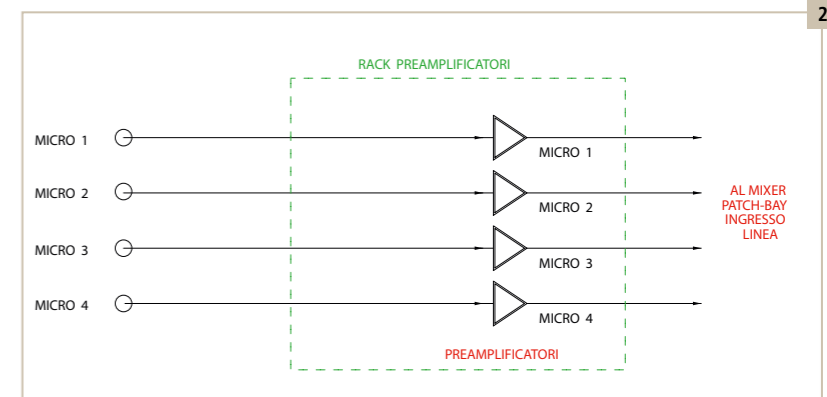 2
RACK PREAMPLIFICATORI
MICRO 1
MICRO 1
MICRO 2
MICRO 2
MICRO 3
MICRO 3
MICRO 4
MICRO 4
AL MIXER
PATCH-BAY
INGRESSO
LINEA
PREAMPLIFICATORI